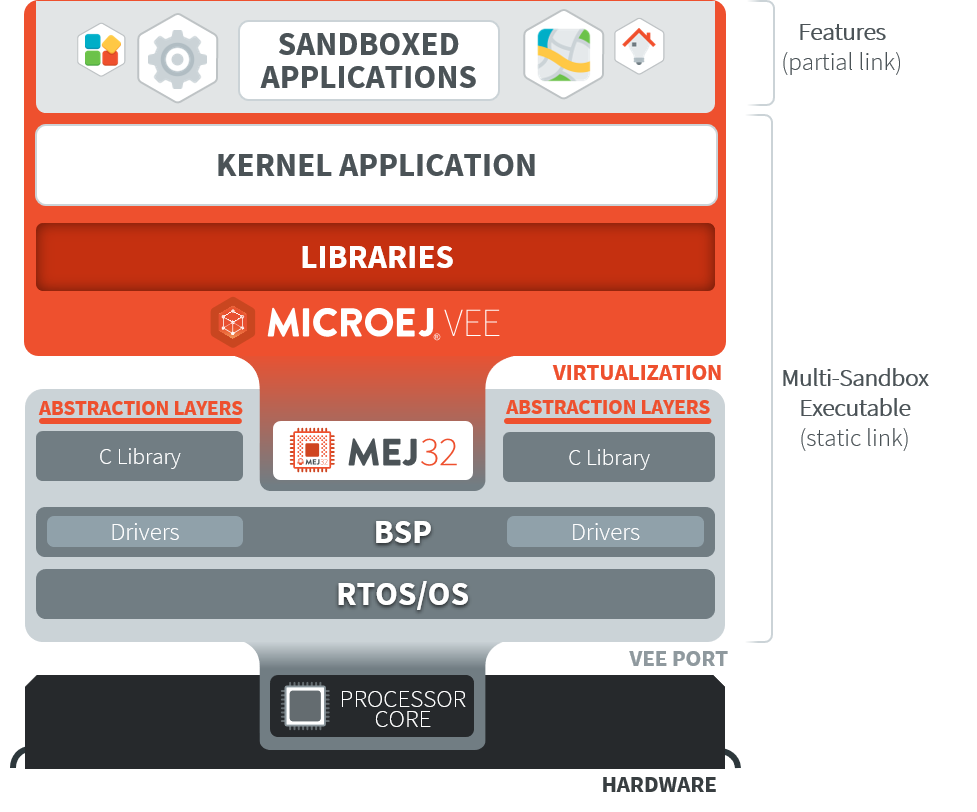 SANDBOXED
APPLICATIONS
Features
(partial link)
KERNEL APPLICATION
LIBRARIES
MICROEJ® VEE
VIRTUALIZATION
Multi-Sandbox
Executable
(static link)
ABSTRACTION LAYERS
ABSTRACTION LAYERS
C Library
MEJ32
MEJ32
C Library
Drivers
BSP
Drivers
RTOS/OS
VEE PORT
PROCESSOR
CORE
HARDWARE